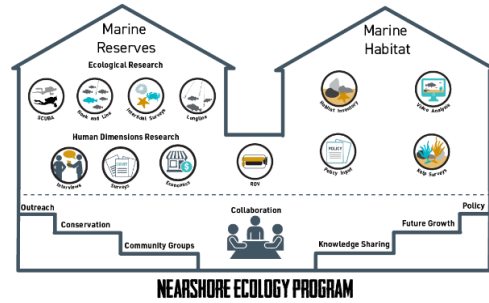 Marine
Reserves
Ecological Research
SCUBA
Hook and Line
Intertidal Surveys
Longline
Human Dimensions Research
Interviews
Surveys
Economics
ROV
Marine
Habitat
Habitat Inventory
Video Analysis
POLICY
Policy Input
Kelp Surveys
Outreach
Conservation
Community Groups
Collaboration
Knowledge Sharing
Future Growth
Policy
NEARSHORE ECOLOGY PROGRAM